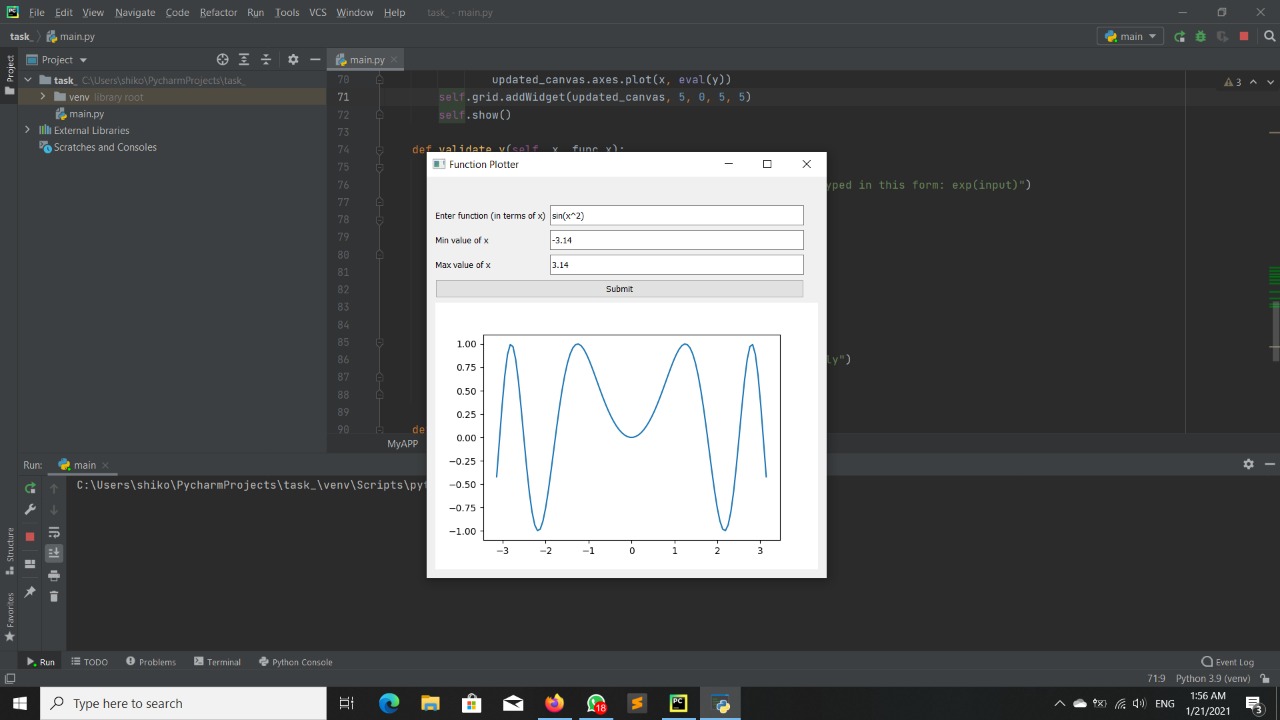 File Edit View Navigate Code Refactor Run Tools VCS Window Help task_ - main.py
task_ main.py main
Project main.py
task_ C:\Users\shiko\PycharmProjects\task_
venv library root
main.py
External Libraries
Scratches and Consoles
Project
Structure
Favorites
70 updated_canvas.axes.plot(x, eval(y))
71 self.grid.addWidget(updated_canvas, 5, 0, 5, 5)
72 self.show()
73
74 def validate_y(self, x, func_x):
75
76 yped in this form: exp(input)")
77
78
79
80
81
82
83
84
85
86 ly")
87
88
89
90 de
3
MyAPP
Function Plotter
Enter function (in terms of x) sin(x^2)
Min value of x -3.14
Max value of x 3.14
Submit
1.00
0.75
0.50
0.25
0.00
−0.25
−0.50
−0.75
−1.00
−3 −2 −1 0 1 2 3
Run: main
C:\Users\shiko\PycharmProjects\task_\venv\Scripts\pyt
Run TODO Problems Terminal Python Console Event Log
71:9 Python 3.9 (venv)
Type here to search
18
ENG
1:56 AM
1/21/2021
3